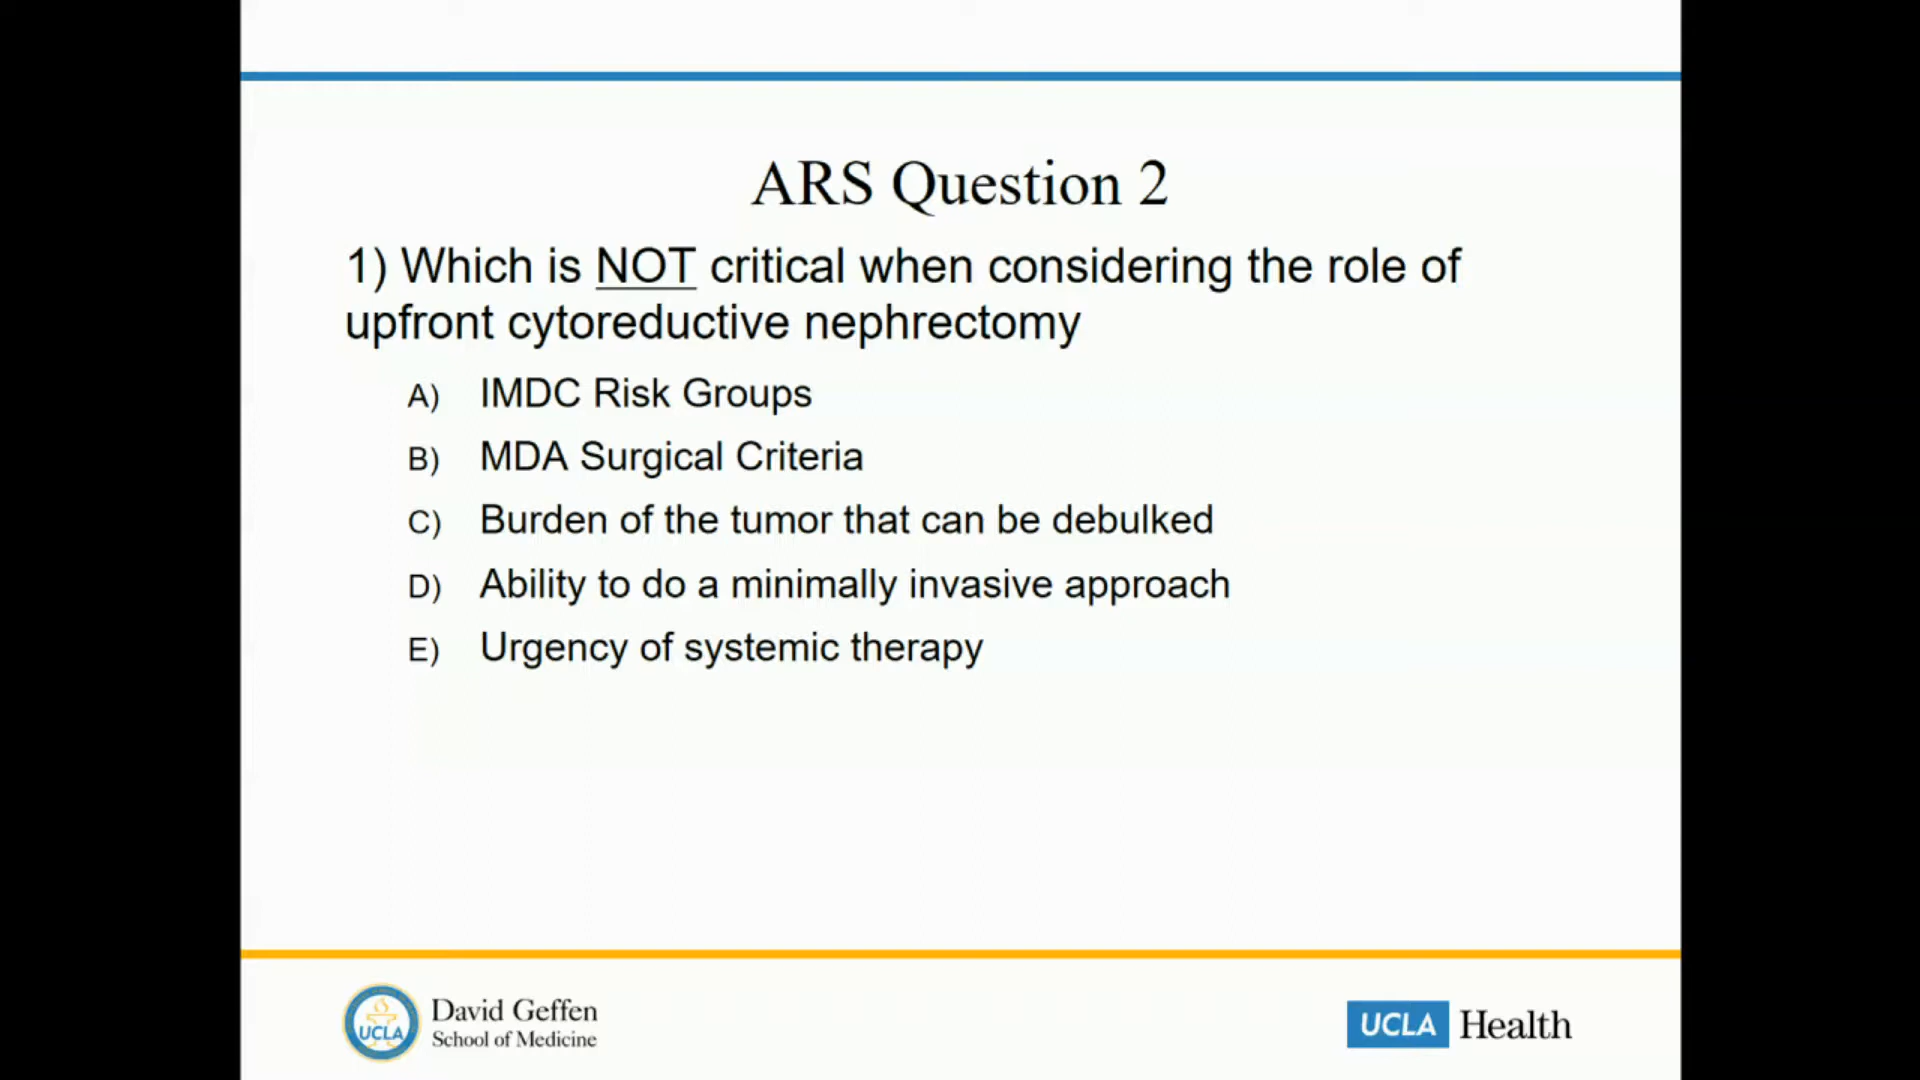 ARS Question 2
1) Which is NOT critical when considering the role of
upfront cytoreductive nephrectomy
A) IMDC Risk Groups
B) MDA Surgical Criteria
C) Burden of the tumor that can be debulked
D) Ability to do a minimally invasive approach
E) Urgency of systemic therapy
UCLA
David Geffen
School of Medicine
UCLA Health